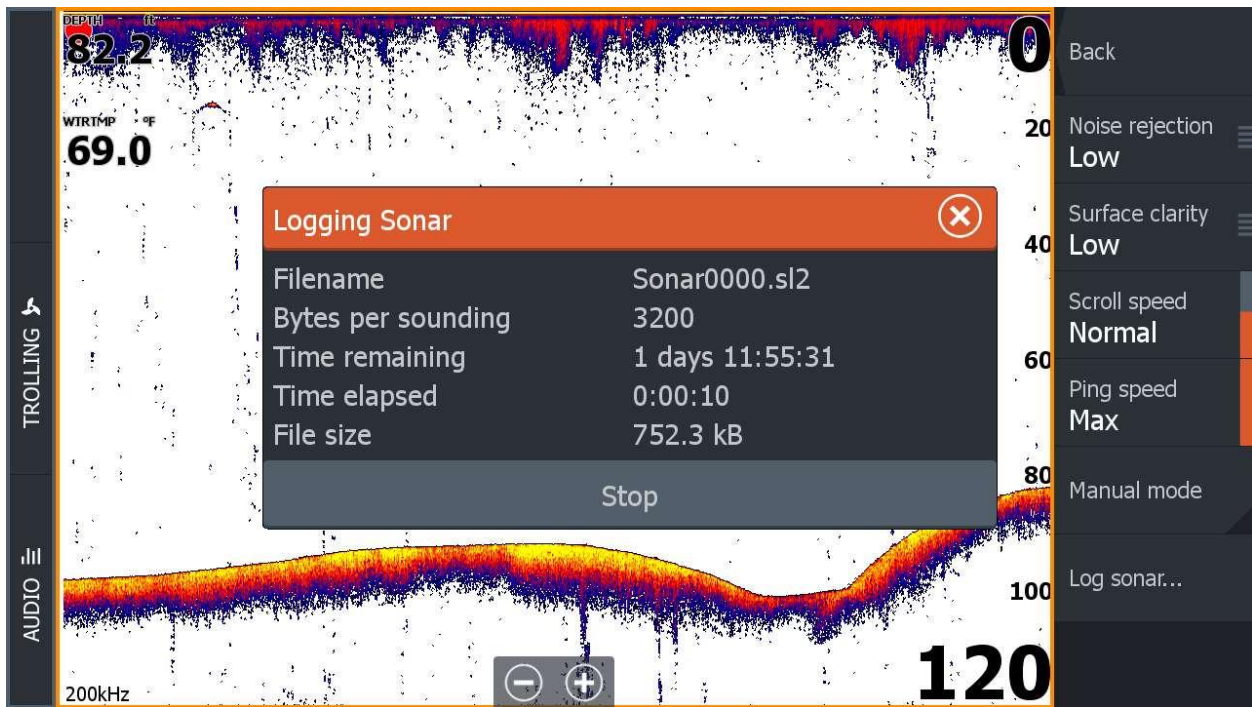 TROLLING
AUDIO
DEPTH ft
82.2
WTRTMP °F
69.0
200kHz
0
20
40
60
80
100
120
Logging Sonar
Filename Sonar0000.sl2
Bytes per sounding 3200
Time remaining 1 days 11:55:31
Time elapsed 0:00:10
File size 752.3 kB
Stop
Back
Noise rejection
Low
Surface clarity
Low
Scroll speed
Normal
Ping speed
Max
Manual mode
Log sonar...